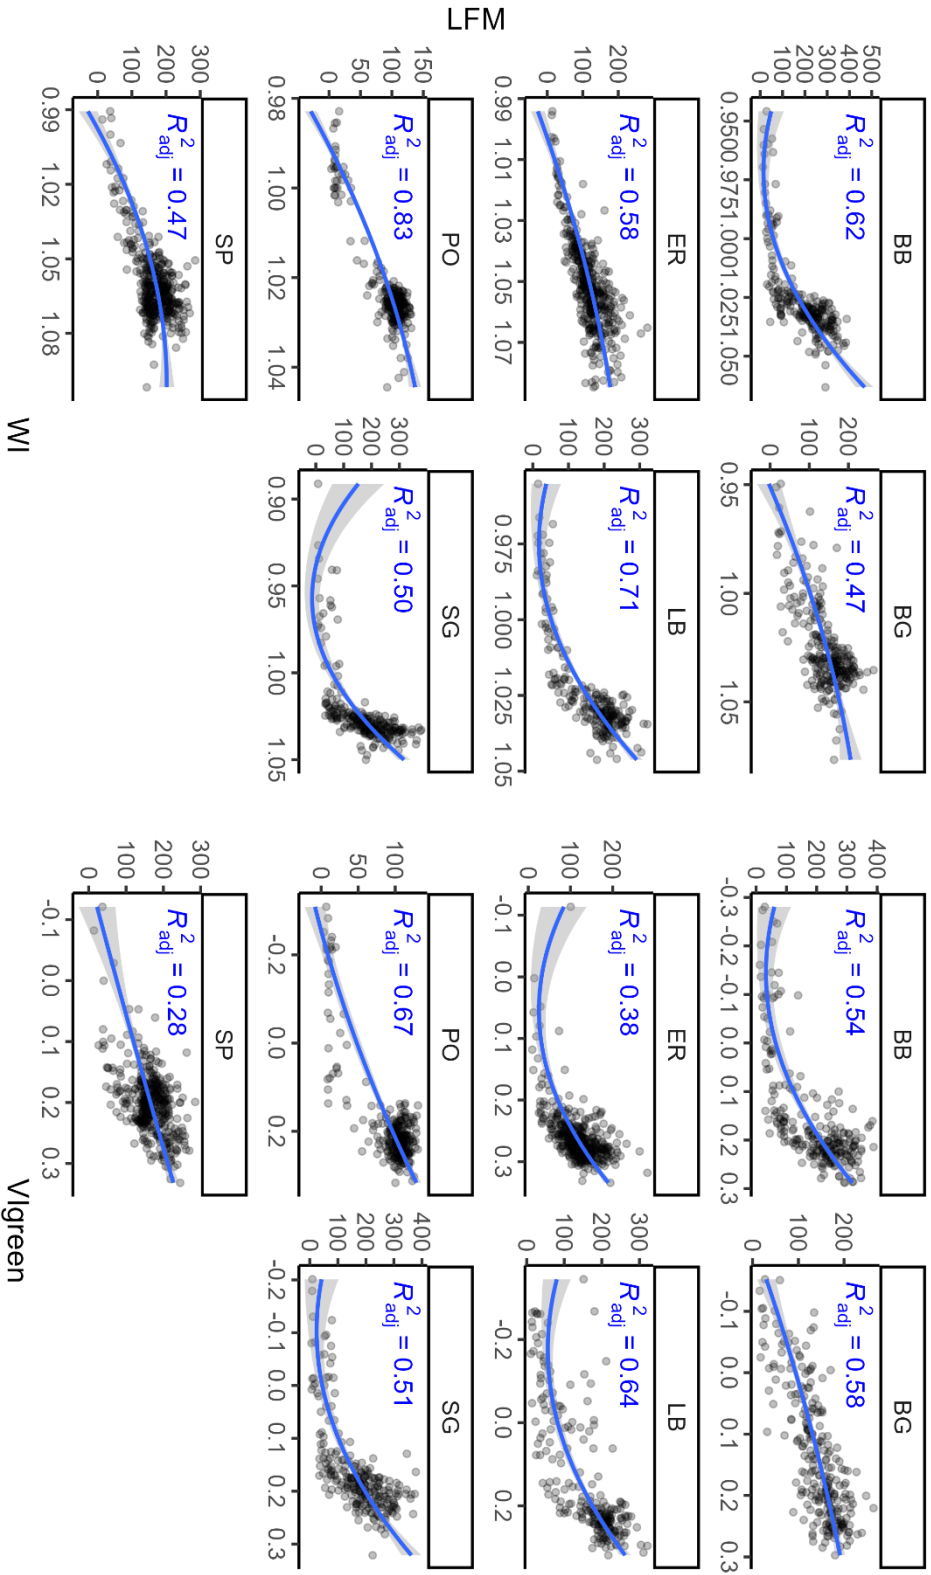 LFM
BB
R²adj = 0.62
500
400
300
200
100
0
0.950 0.975 1.000 1.025 1.050
BG
R²adj = 0.47
200
100
0
0.95 1.00 1.05
ER
R²adj = 0.58
200
100
0
0.99 1.01 1.03 1.05 1.07
LB
R²adj = 0.71
300
200
100
0
0.975 1.000 1.025 1.05
PO
R²adj = 0.83
150
100
50
0
0.98 1.00 1.02 1.04
SG
R²adj = 0.50
300
200
100
0
0.90 0.95 1.00 1.05
SP
R²adj = 0.47
300
200
100
0
0.99 1.02 1.05 1.08
WI
BB
R²adj = 0.54
400
300
200
100
0
-0.3 -0.2 -0.1 0.0 0.1 0.2 0.3
BG
R²adj = 0.58
200
100
0
-0.1 0.0 0.1 0.2 0.3
ER
R²adj = 0.38
200
100
0
-0.1 0.0 0.1 0.2 0.3
LB
R²adj = 0.64
300
200
100
0
-0.2 0.0 0.2
PO
R²adj = 0.67
100
50
0
-0.2 0.0 0.2
SG
R²adj = 0.51
400
300
200
100
0
-0.2 -0.1 0.0 0.1 0.2 0.3
SP
R²adj = 0.28
300
200
100
0
-0.1 0.0 0.1 0.2 0.3
VIgreen